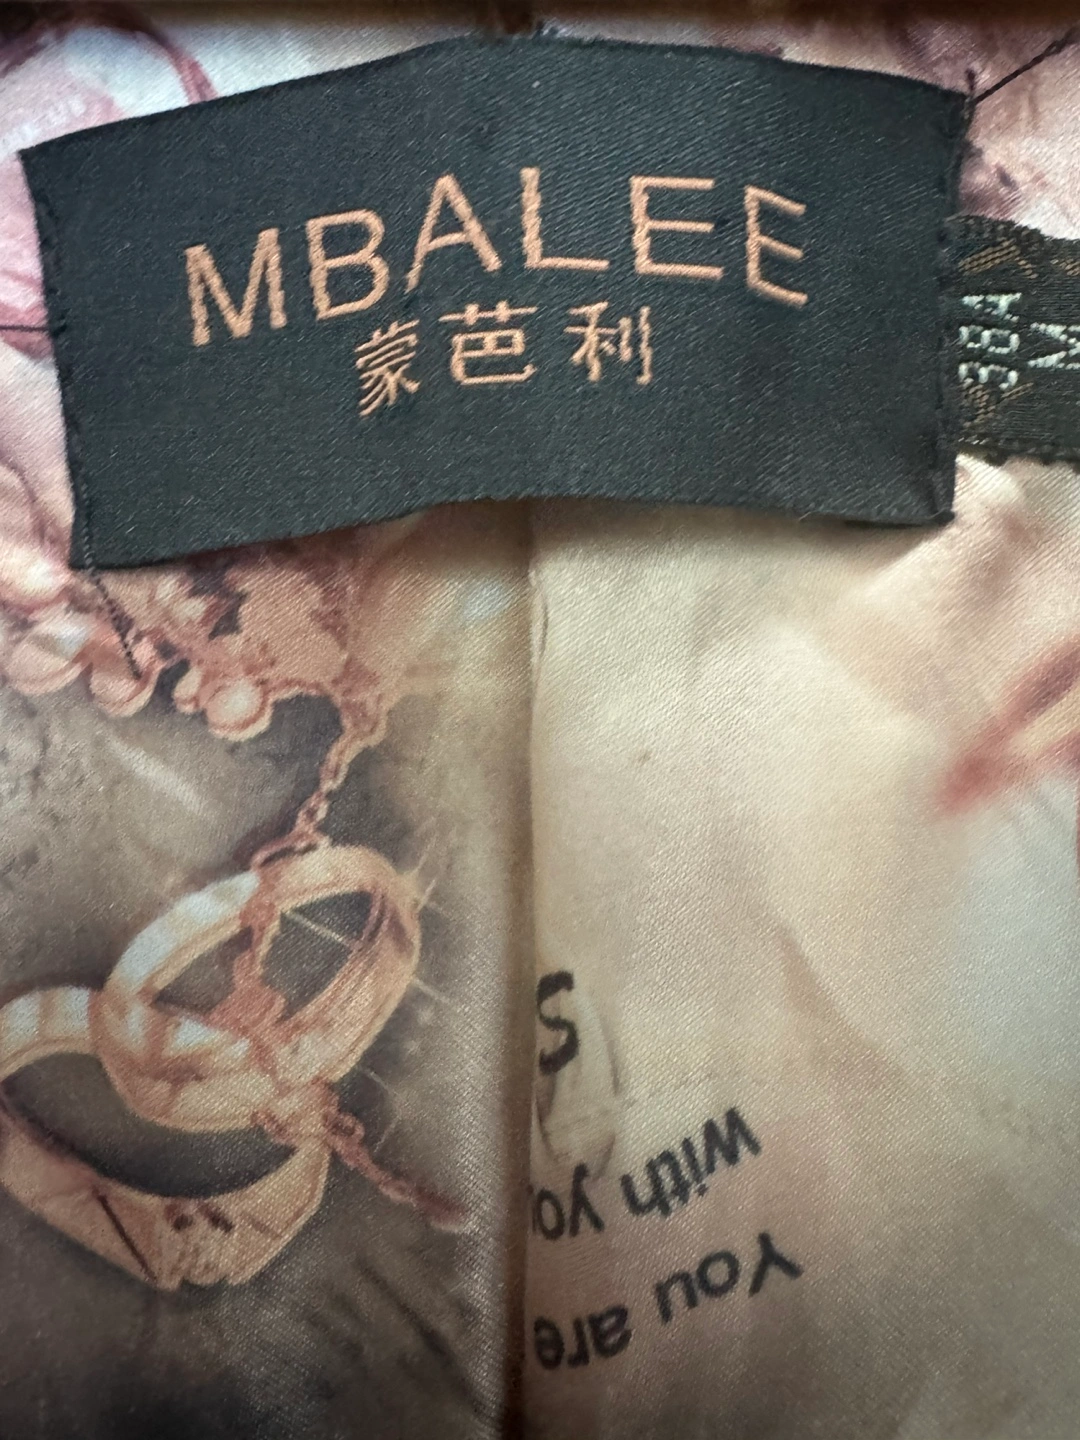 MBALEE
蒙芭利
S
with yo
You are